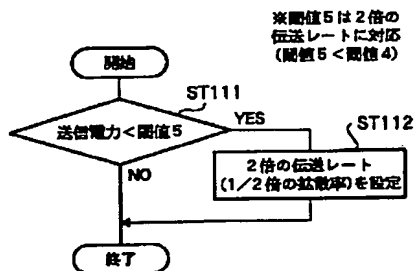 ※閾値5は2倍の
伝送レートに対応
(閾値5<閾値4)
開始
ST111
送信電力<閾値5
YES
ST112
2倍の伝送レート
(1/2倍の拡散率)を設定
NO
終了